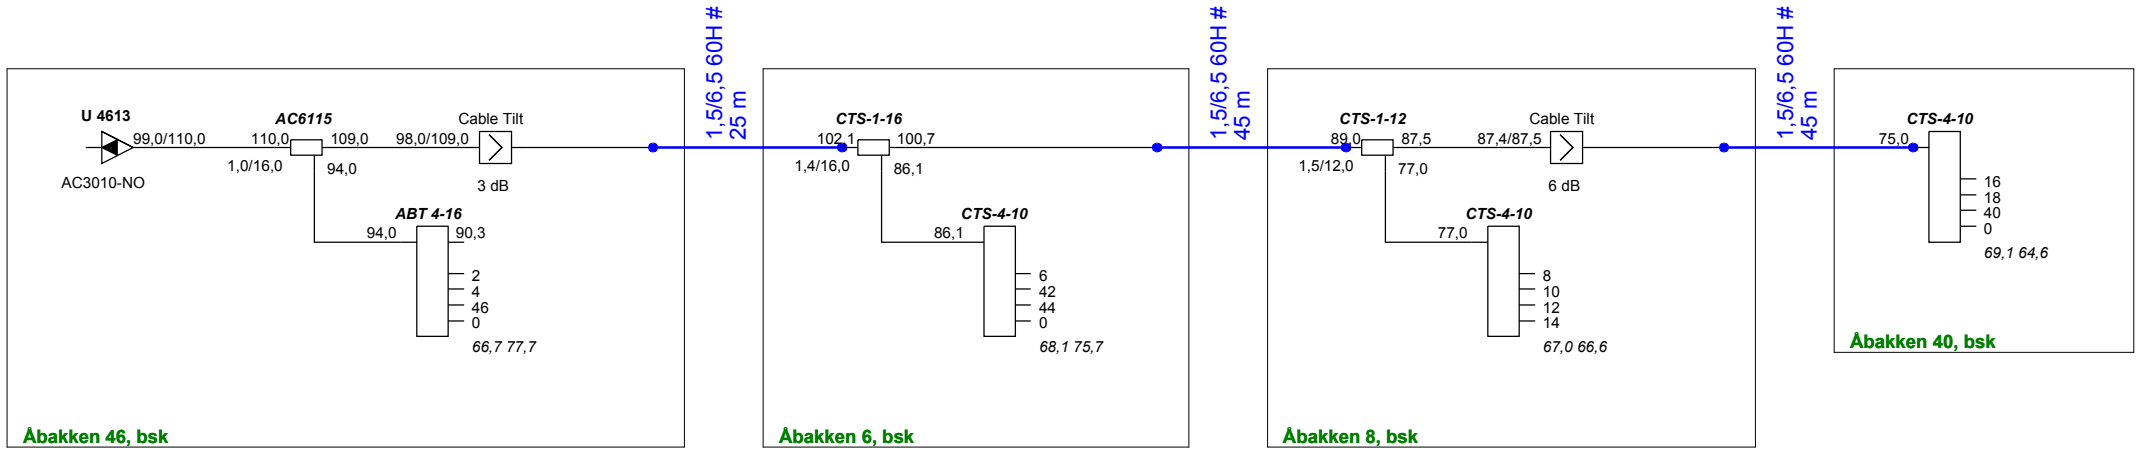 1,5/6,5 60H #
25 m
1,5/6,5 60H #
45 m
1,5/6,5 60H #
45 m
U 4613
99,0/110,0
AC3010-NO
AC6115
110,0
109,0
1,0/16,0
94,0
98,0/109,0
Cable Tilt
3 dB
ABT 4-16
94,0
90,3
2
4
46
0
66,7 77,7
Åbakken 46, bsk
CTS-1-16
102,1
100,7
1,4/16,0
86,1
CTS-4-10
86,1
6
42
44
0
68,1 75,7
Åbakken 6, bsk
CTS-1-12
89,0
87,5
1,5/12,0
77,0
87,4/87,5
Cable Tilt
6 dB
CTS-4-10
77,0
8
10
12
14
67,0 66,6
Åbakken 8, bsk
CTS-4-10
75,0
16
18
40
0
69,1 64,6
Åbakken 40, bsk